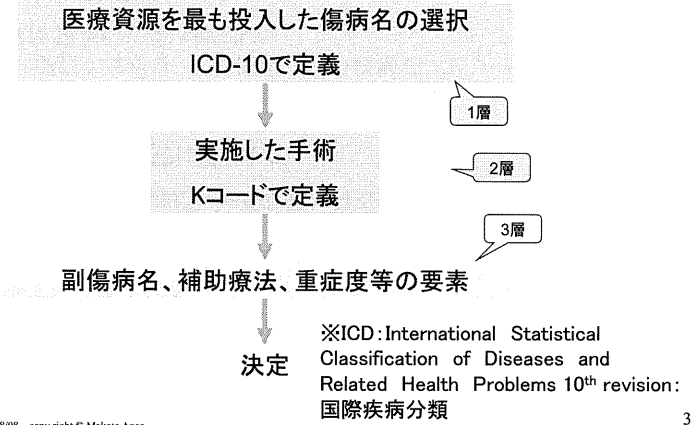 医療資源を最も投入した傷病名の選択
ICD-10で定義
1層
実施した手術
Kコードで定義
2層
3層
副傷病名、補助療法、重症度等の要素
決定
※ICD:International Statistical
Classification of Diseases and
Related Health Problems 10th revision:
国際疾病分類
copyright © Makoto
3